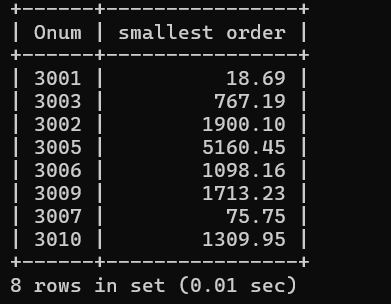 +------+----------------+
| Onum | smallest order |
+------+----------------+
| 3001 |          18.69 |
| 3003 |         767.19 |
| 3002 |        1900.10 |
| 3005 |        5160.45 |
| 3006 |        1098.16 |
| 3009 |        1713.23 |
| 3007 |          75.75 |
| 3010 |        1309.95 |
+------+----------------+
8 rows in set (0.01 sec)